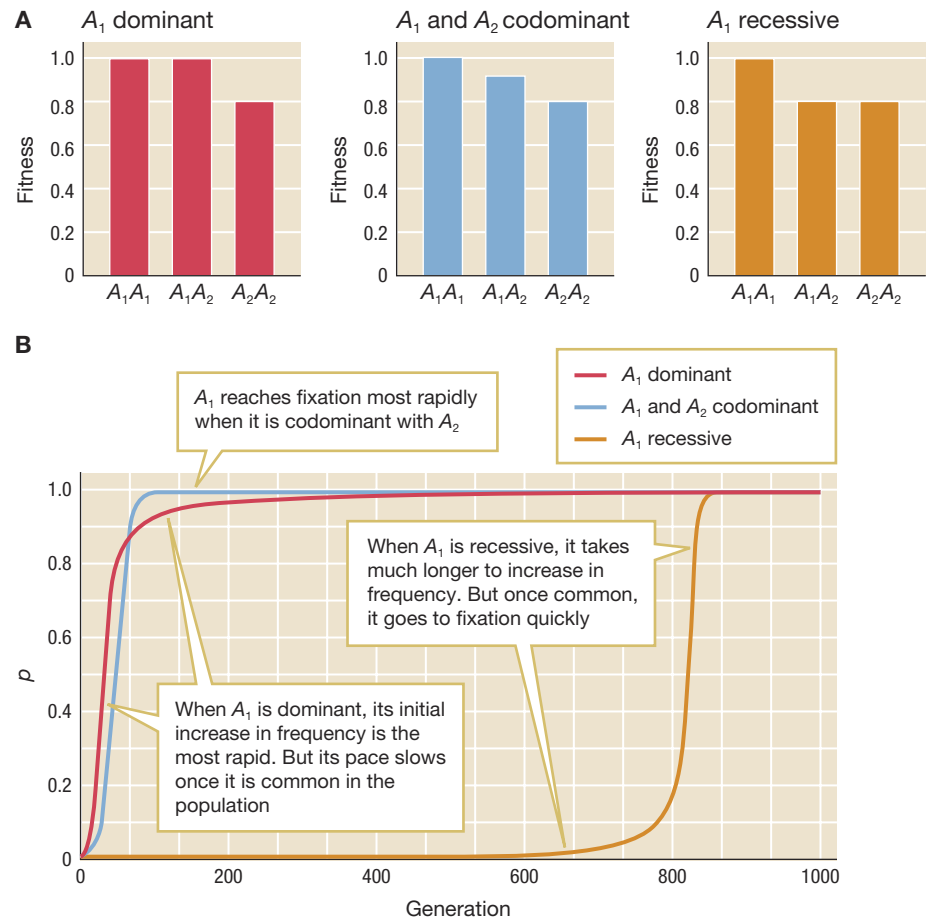 A
A₁ dominant
Fitness
1.0
0.8
0.6
0.4
0.2
0
A₁A₁ A₁A₂ A₂A₂
A₁ and A₂ codominant
Fitness
1.0
0.8
0.6
0.4
0.2
0
A₁A₁ A₁A₂ A₂A₂
A₁ recessive
Fitness
1.0
0.8
0.6
0.4
0.2
0
A₁A₁ A₁A₂ A₂A₂
B
A₁ dominant
A₁ and A₂ codominant
A₁ recessive
A₁ reaches fixation most rapidly
when it is codominant with A₂
When A₁ is recessive, it takes
much longer to increase in
frequency. But once common,
it goes to fixation quickly
When A₁ is dominant, its initial
increase in frequency is the
most rapid. But its pace slows
once it is common in the
population
p
1.0
0.8
0.6
0.4
0.2
0
0 200 400 600 800 1000
Generation